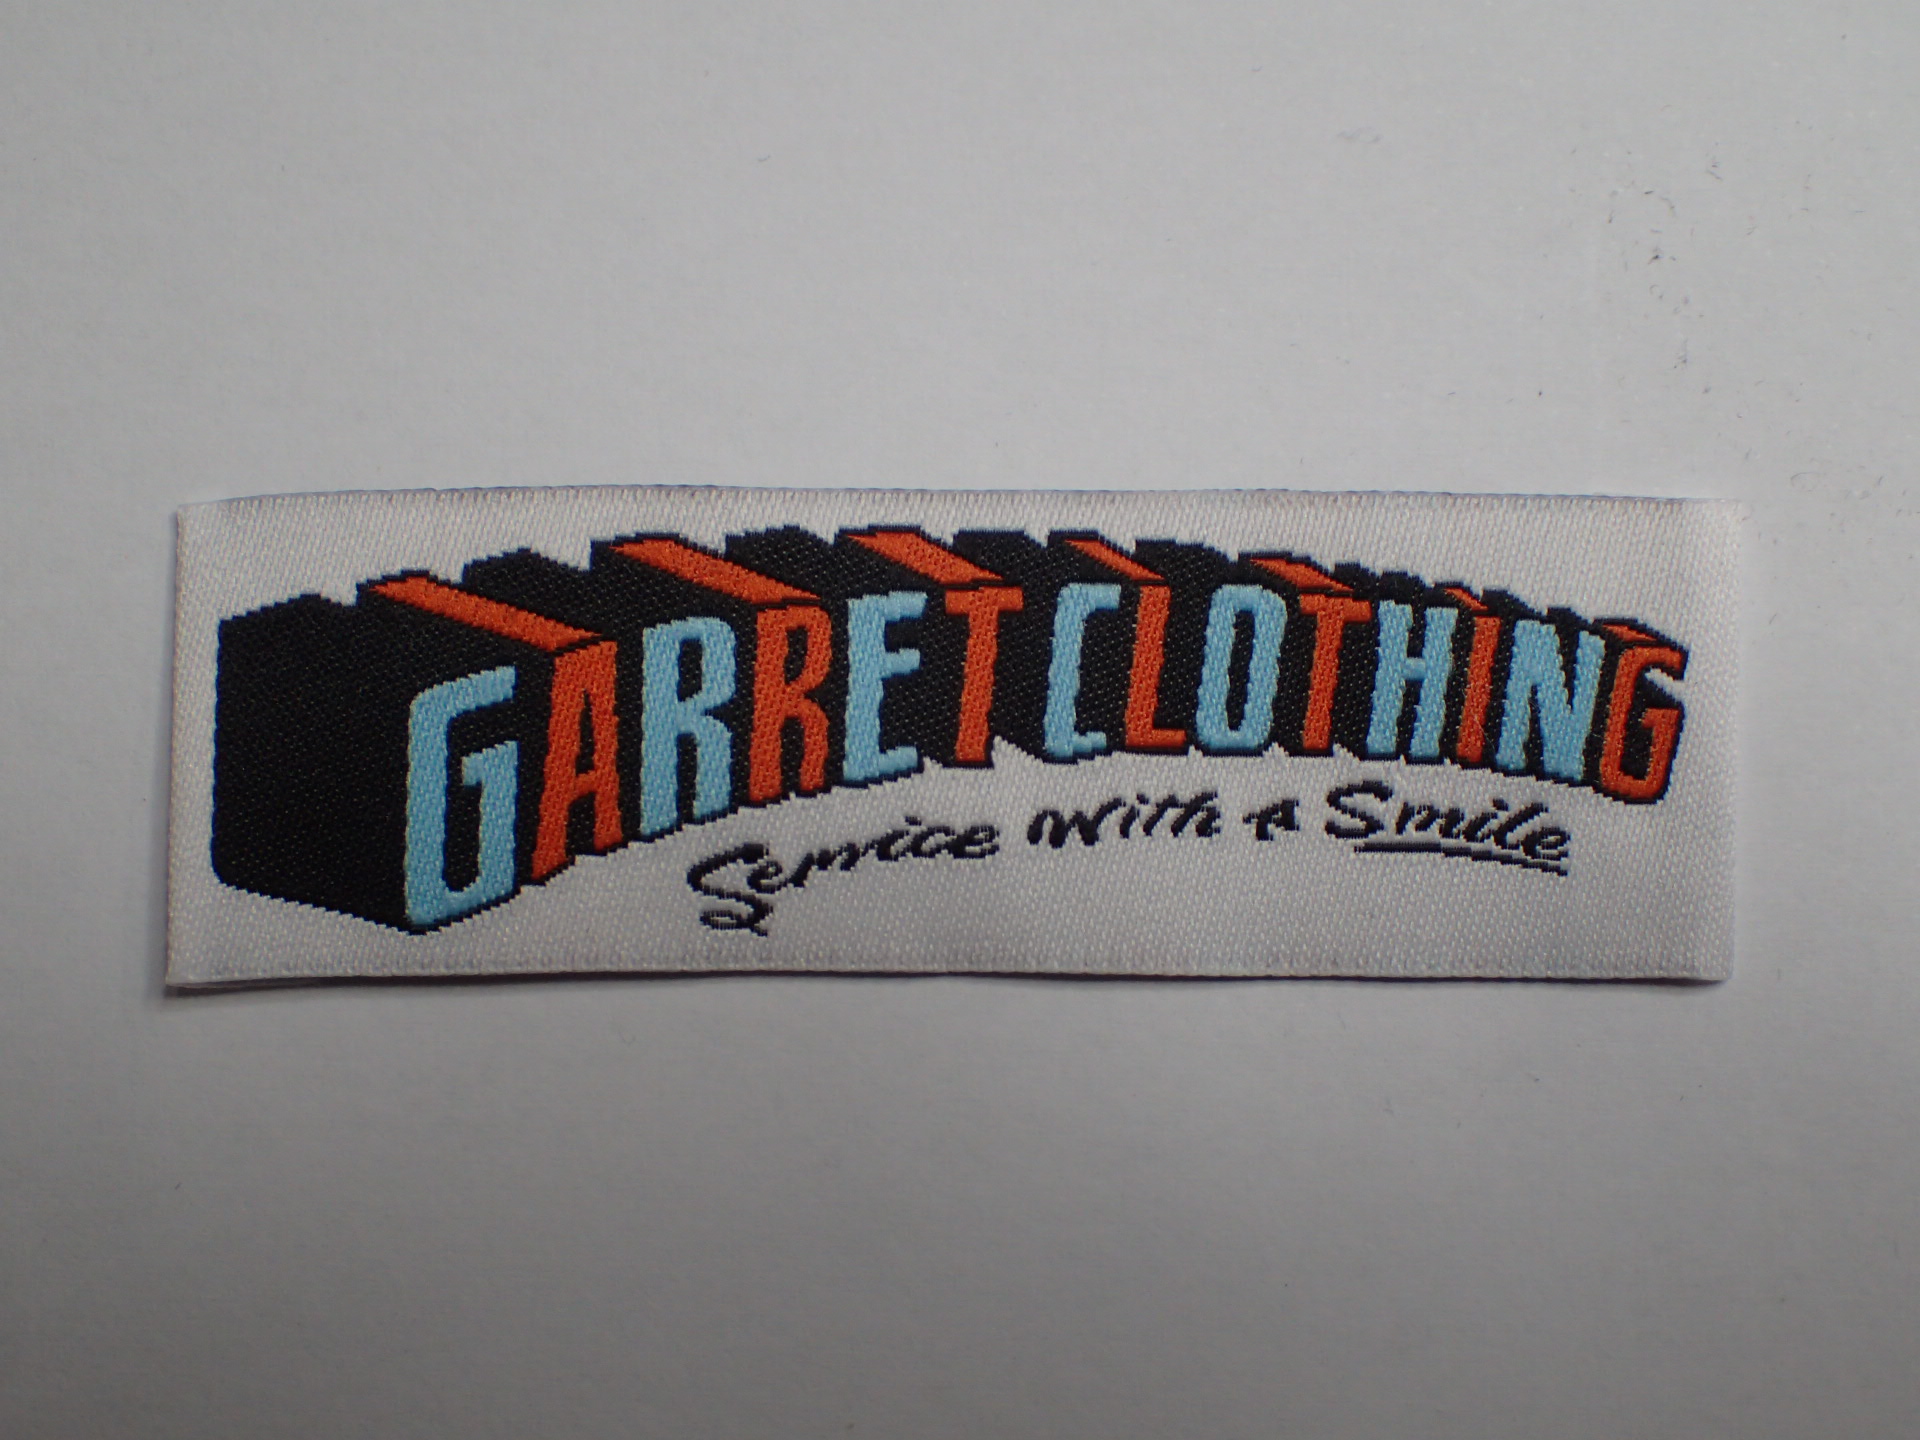 GARRET CLOTHING
Service with a Smile